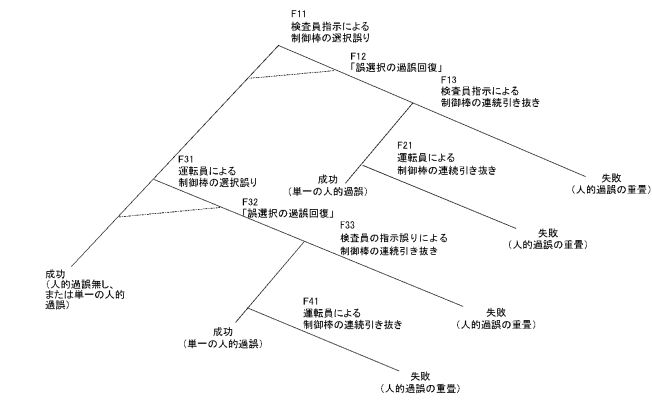 F11
検査員指示による
制御棒の選択誤り
F12
「誤選択の過誤回復」
F13
検査員指示による
制御棒の連続引き抜き
F21
運転員による
制御棒の連続引き抜き
成功
(単一の人的過誤)
失敗
(人的過誤の重畳)
F31
運転員による
制御棒の選択誤り
F32
「誤選択の過誤回復」
失敗
(人的過誤の重畳)
F33
検査員の指示誤りによる
制御棒の連続引き抜き
成功
(人的過誤無し、
または単一の人的
過誤)
F41
運転員による
制御棒の連続引き抜き
失敗
(人的過誤の重畳)
成功
(単一の人的過誤)
失敗
(人的過誤の重畳)